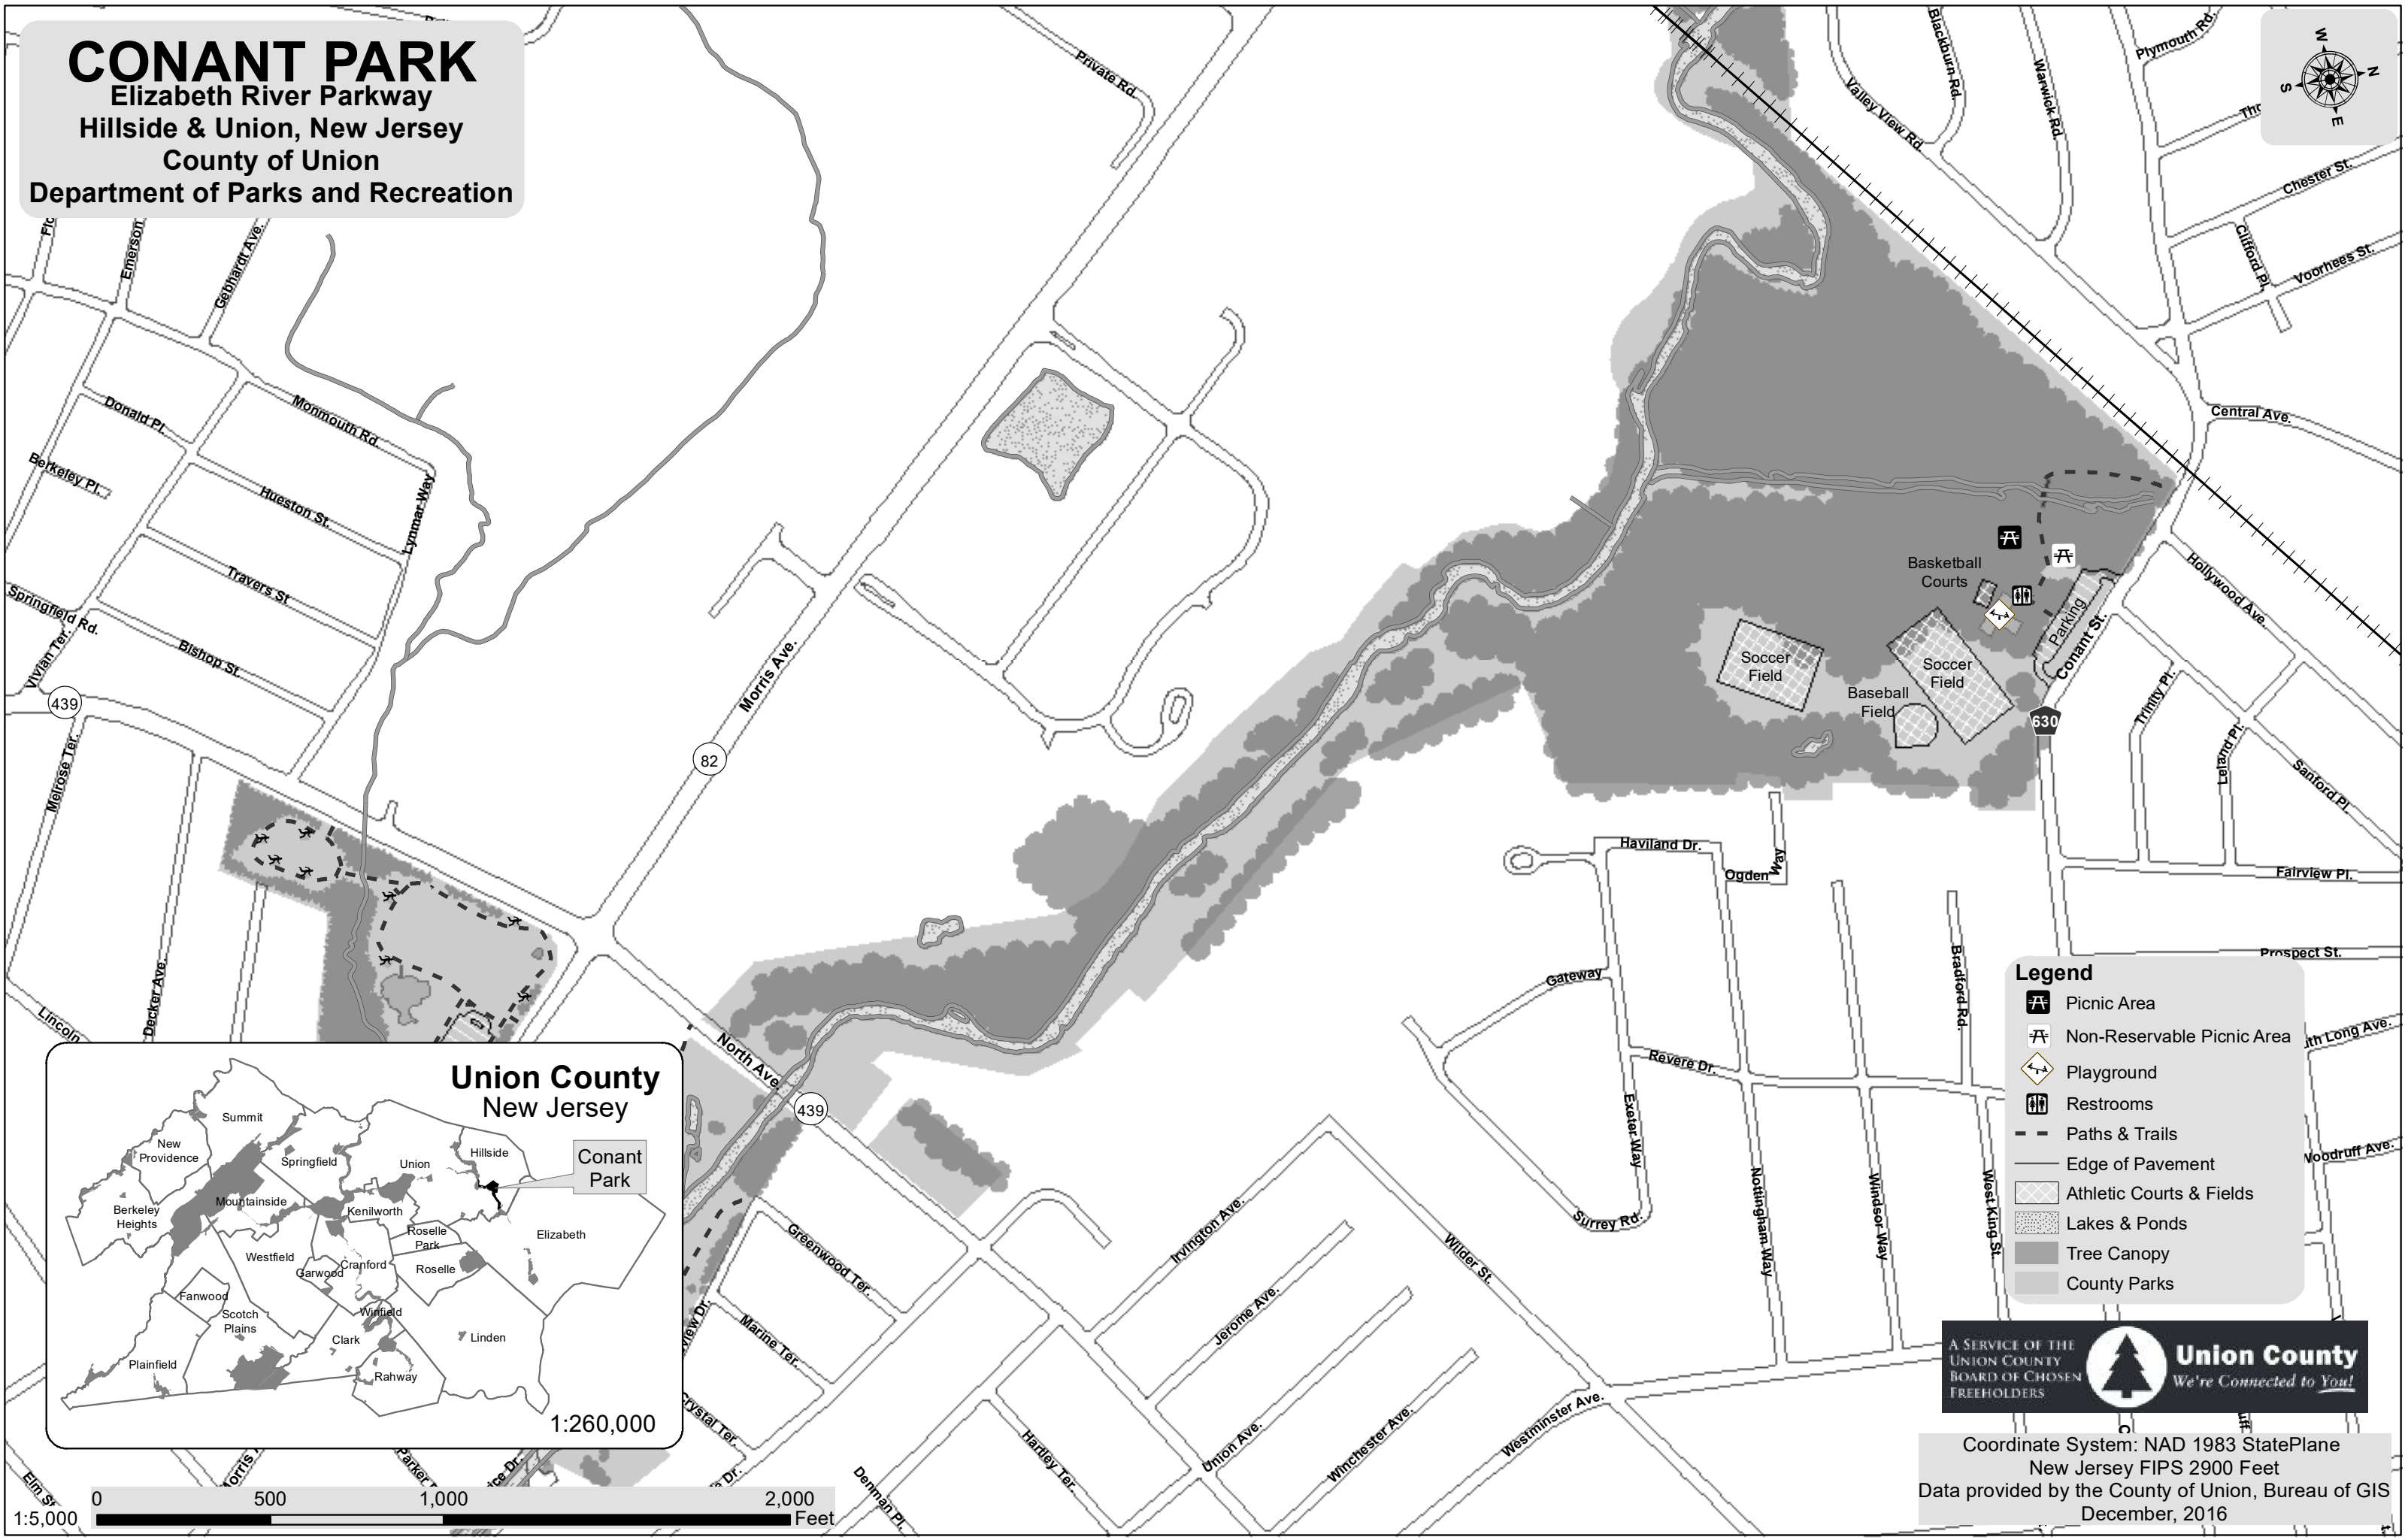 CONANT PARK
Elizabeth River Parkway
Hillside & Union, New Jersey
County of Union
Department of Parks and Recreation
Private Rd.
Blackburn Rd.
Warwick Rd.
Plymouth Rd.
Valley View Rd.
W
N
S
E
Chester St.
Clifford Pl.
Voorhees St.
Central Ave.
Emerson
Gebhardt Ave.
Monmouth Rd.
Donald Pl.
Berkeley Pl.
Hueston St.
Lynmar Way
Travers St
Springfield Rd.
Vivian Ter.
Bishop St.
439
Melrose Ter.
Morris Ave.
82
Basketball
Courts
Soccer
Field
Soccer
Field
Baseball
Field
Parking
Conant St.
630
Hollywood Ave.
Trinity Pl.
Leland Pl.
Sanford Pl.
Haviland Dr.
Ogden Way
Fairview Pl.
Prospect St.
Decker Ave.
Lincoln
North Ave.
439
Gateway
Bradford Rd.
Revere Dr.
Exeter Way
Surrey Rd.
Nottingham Way
Windsor Way
West King St.
Greenwood Ter.
Irvington Ave.
Wilder St.
Marine Ter.
Jerome Ave.
Hartley Ter.
Union Ave.
Winchester Ave.
Westminster Ave.
Denman Pl.
Crystal Ter.
Legend
Picnic Area
Non-Reservable Picnic Area
Playground
Restrooms
Paths & Trails
Edge of Pavement
Athletic Courts & Fields
Lakes & Ponds
Tree Canopy
County Parks
Union County
New Jersey
Conant
Park
Summit
New
Providence
Springfield
Union
Hillside
Mountainside
Berkeley
Heights
Kenilworth
Roselle
Park
Elizabeth
Westfield
Garwood
Cranford
Roselle
Fanwood
Scotch
Plains
Winfield
Clark
Linden
Plainfield
Rahway
1:260,000
A Service of the
Union County
Board of Chosen
Freeholders
Union County
We're Connected to You!
0 500 1,000 2,000
1:5,000 Feet
Coordinate System: NAD 1983 StatePlane
New Jersey FIPS 2900 Feet
Data provided by the County of Union, Bureau of GIS
December, 2016